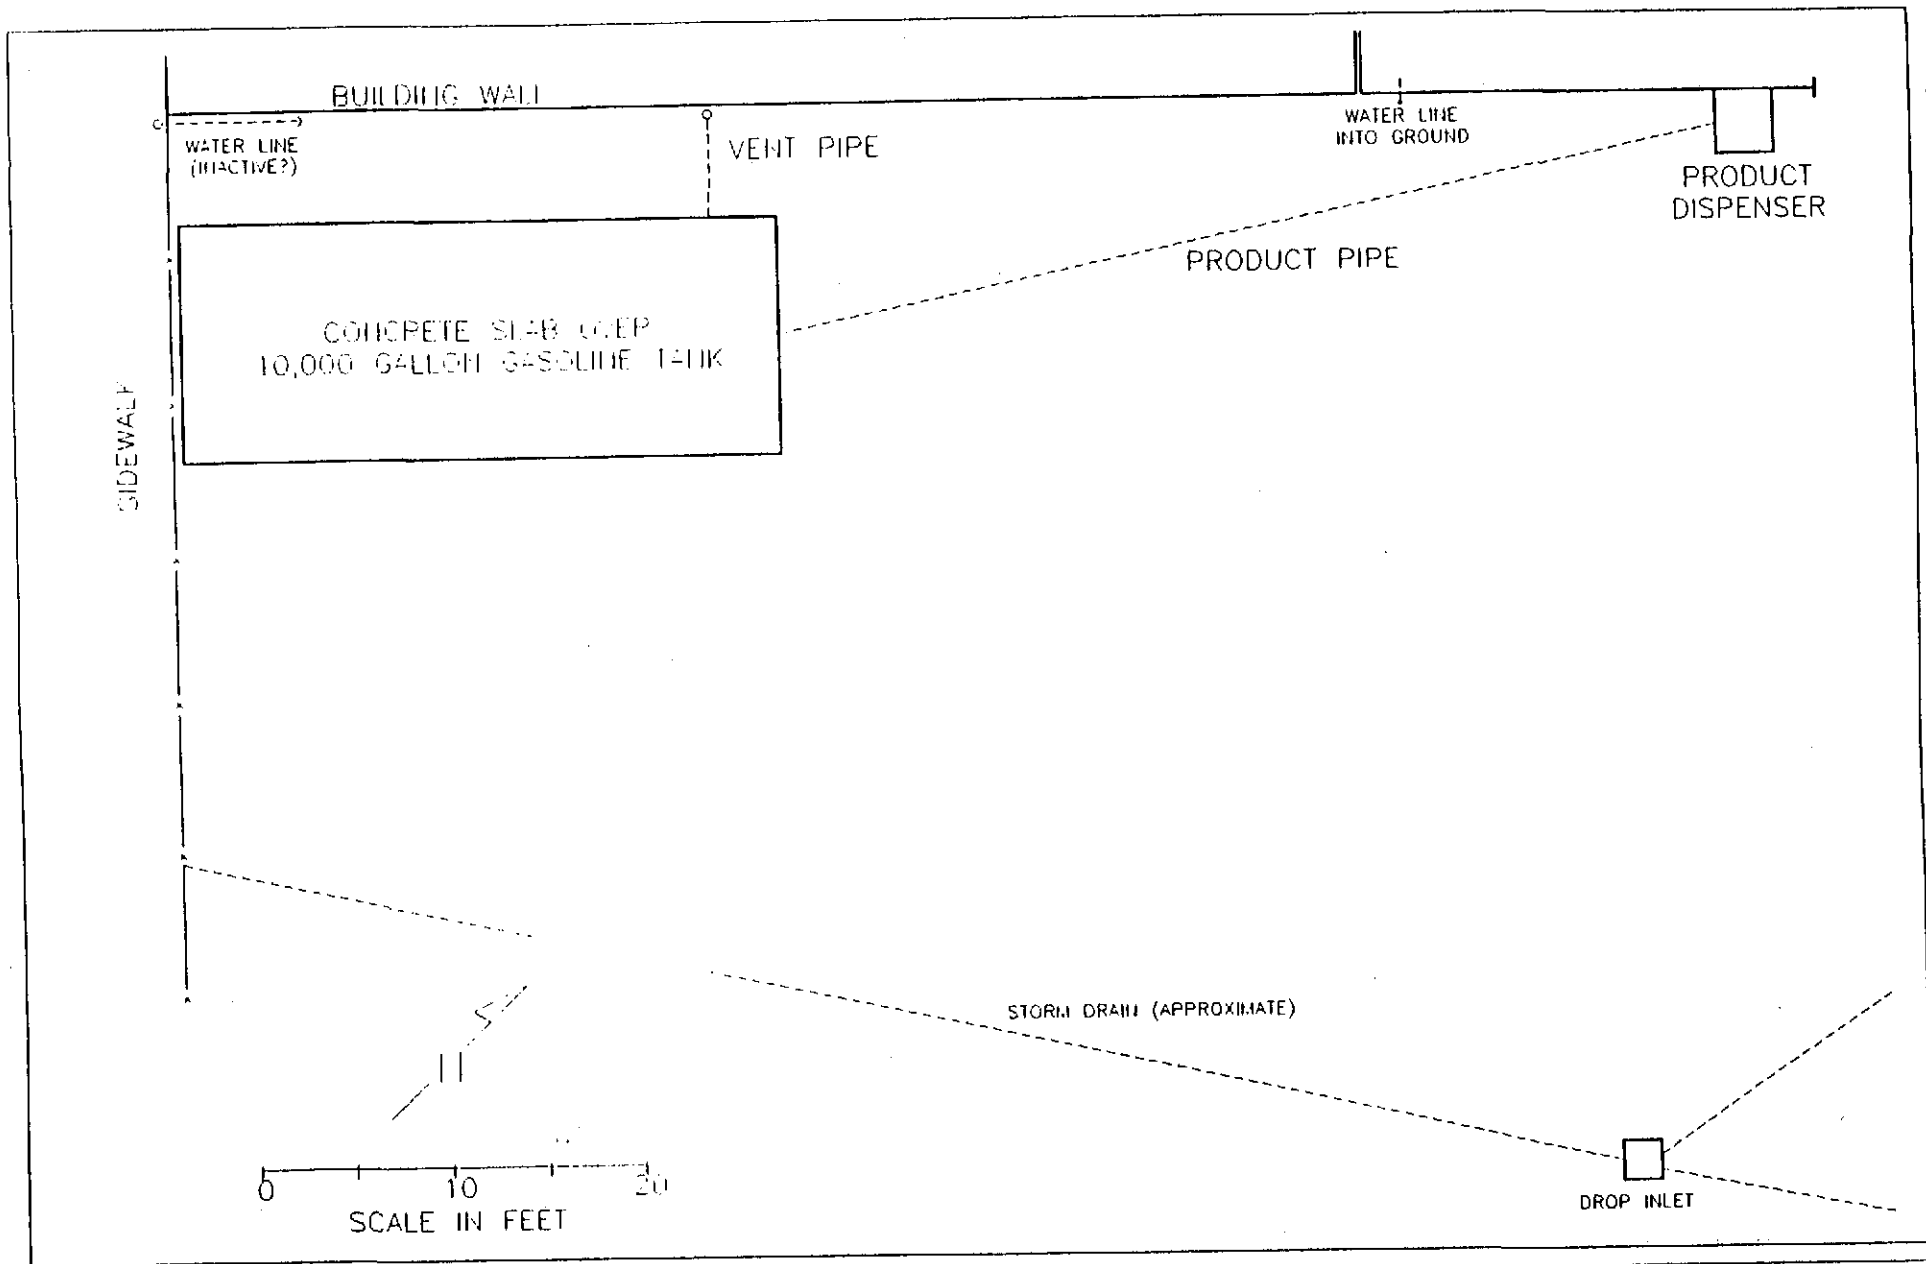 BUILDING WALL
WATER LINE
(INACTIVE?)
VENT PIPE
WATER LINE
INTO GROUND
PRODUCT
DISPENSER
PRODUCT PIPE
CONCRETE SLAB OVER
10,000 GALLON GASOLINE TANK
SIDEWALK
STORM DRAIN (APPROXIMATE)
DROP INLET
0 10 20
SCALE IN FEET